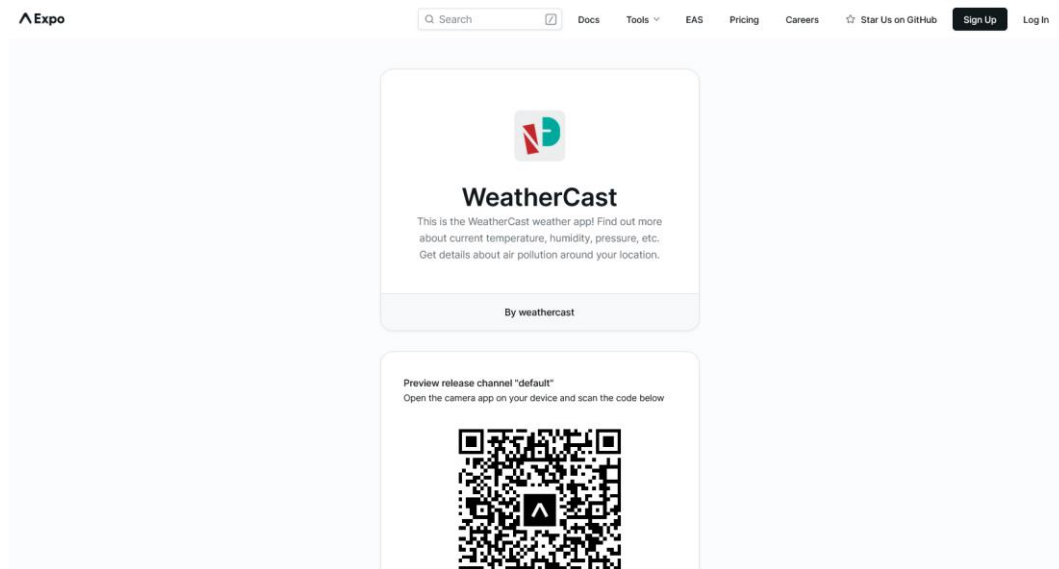 Expo
Search /
Docs
Tools
EAS
Pricing
Careers
Star Us on GitHub
Sign Up
Log In
WeatherCast
This is the WeatherCast weather app! Find out more
about current temperature, humidity, pressure, etc.
Get details about air pollution around your location.
By weathercast
Preview release channel "default"
Open the camera app on your device and scan the code below